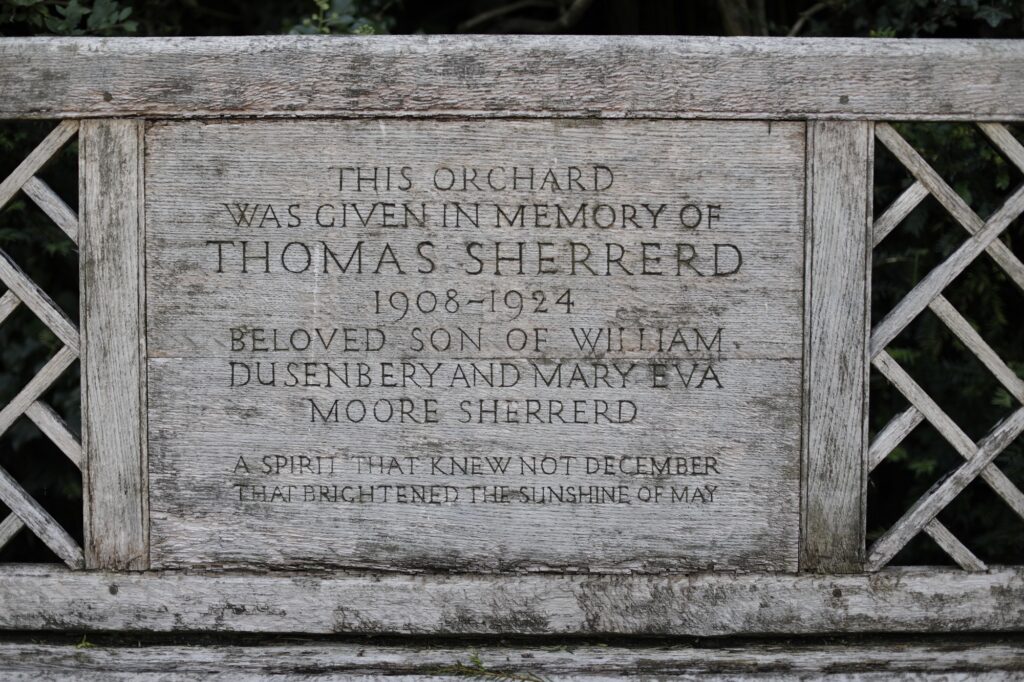 THIS ORCHARD
WAS GIVEN IN MEMORY OF
THOMAS SHERRERD
1908-1924
BELOVED SON OF WILLIAM
DUSENBERY AND MARY EVA
MOORE SHERRERD
A SPIRIT THAT KNEW NOT DECEMBER
THAT BRIGHTENED THE SUNSHINE OF MAY